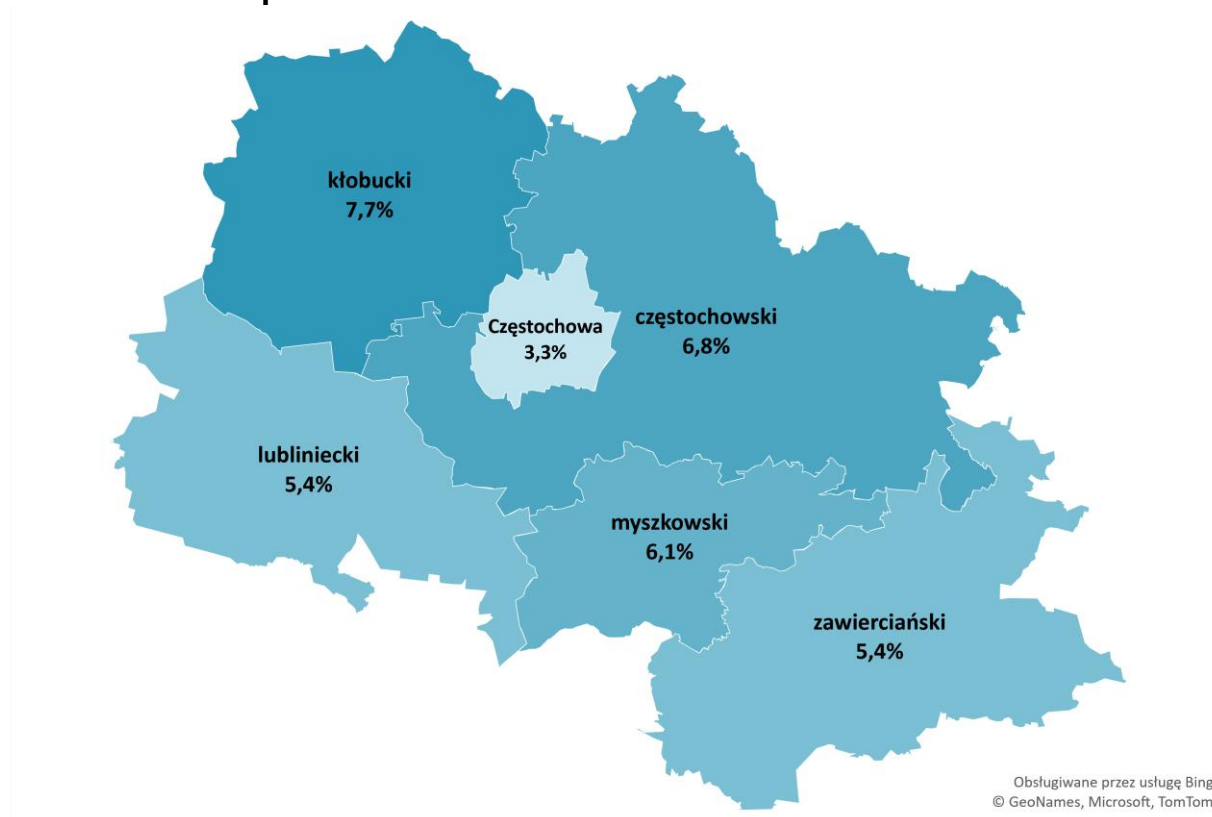 kłobucki
7,7%
Częstochowa
3,3%
częstochowski
6,8%
lubliniecki
5,4%
myszkowski
6,1%
zawierciański
5,4%
Obsługiwane przez usługę Bing
© GeoNames, Microsoft, TomTom